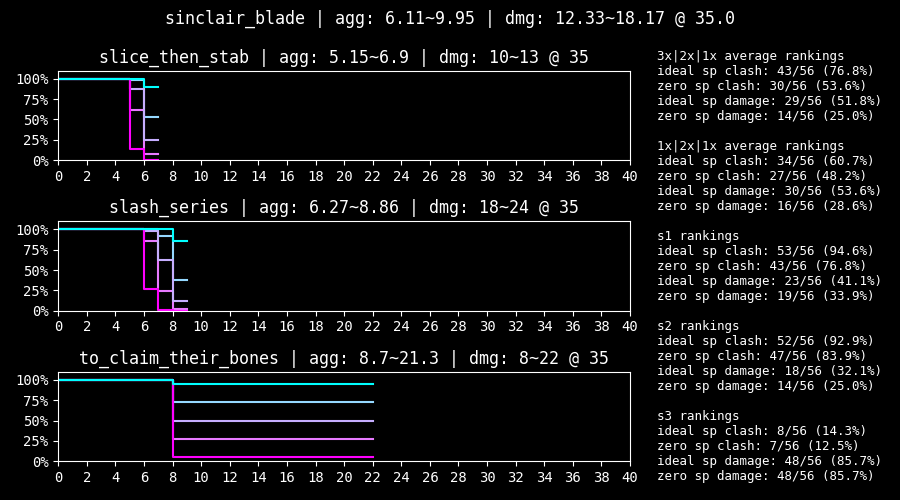 sinclair_blade | agg: 6.11~9.95 | dmg: 12.33~18.17 @ 35.0
slice_then_stab | agg: 5.15~6.9 | dmg: 10~13 @ 35
100%
75%
50%
25%
0%
0 2 4 6 8 10 12 14 16 18 20 22 24 26 28 30 32 34 36 38 40
slash_series | agg: 6.27~8.86 | dmg: 18~24 @ 35
100%
75%
50%
25%
0%
0 2 4 6 8 10 12 14 16 18 20 22 24 26 28 30 32 34 36 38 40
to_claim_their_bones | agg: 8.7~21.3 | dmg: 8~22 @ 35
100%
75%
50%
25%
0%
0 2 4 6 8 10 12 14 16 18 20 22 24 26 28 30 32 34 36 38 40
3x|2x|1x average rankings
ideal sp clash: 43/56 (76.8%)
zero sp clash: 30/56 (53.6%)
ideal sp damage: 29/56 (51.8%)
zero sp damage: 14/56 (25.0%)
1x|2x|1x average rankings
ideal sp clash: 34/56 (60.7%)
zero sp clash: 27/56 (48.2%)
ideal sp damage: 30/56 (53.6%)
zero sp damage: 16/56 (28.6%)
s1 rankings
ideal sp clash: 53/56 (94.6%)
zero sp clash: 43/56 (76.8%)
ideal sp damage: 23/56 (41.1%)
zero sp damage: 19/56 (33.9%)
s2 rankings
ideal sp clash: 52/56 (92.9%)
zero sp clash: 47/56 (83.9%)
ideal sp damage: 18/56 (32.1%)
zero sp damage: 14/56 (25.0%)
s3 rankings
ideal sp clash: 8/56 (14.3%)
zero sp clash: 7/56 (12.5%)
ideal sp damage: 48/56 (85.7%)
zero sp damage: 48/56 (85.7%)